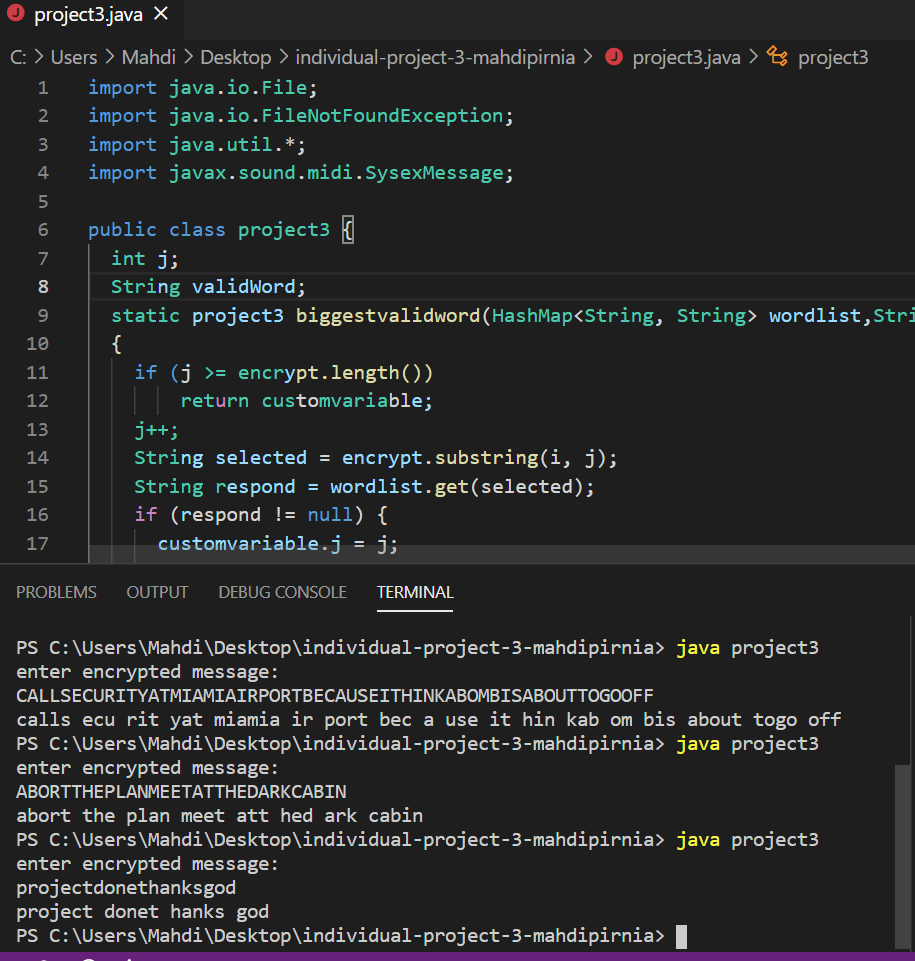 project3.java
C: > Users > Mahdi > Desktop > individual-project-3-mahdipirnia > project3.java > project3
1 import java.io.File;
2 import java.io.FileNotFoundException;
3 import java.util.*;
4 import javax.sound.midi.SysexMessage;
5
6 public class project3 {
7 int j;
8 String validWord;
9 static project3 biggestvalidword(HashMap<String, String> wordlist,Stri
10 {
11 if (j >= encrypt.length())
12 return customvariable;
13 j++;
14 String selected = encrypt.substring(i, j);
15 String respond = wordlist.get(selected);
16 if (respond != null) {
17 customvariable.j = j;
PROBLEMS OUTPUT DEBUG CONSOLE TERMINAL
PS C:\Users\Mahdi\Desktop\individual-project-3-mahdipirnia> java project3
enter encrypted message:
CALLSECURITYATMIAMIAIRPORTBECAUSEITHINKABOMBISABOUTTOGOOFF
calls ecu rit yat miamia ir port bec a use it hin kab om bis about togo off
PS C:\Users\Mahdi\Desktop\individual-project-3-mahdipirnia> java project3
enter encrypted message:
ABORTTHEPLANMEETATTHEDARKCABIN
abort the plan meet att hed ark cabin
PS C:\Users\Mahdi\Desktop\individual-project-3-mahdipirnia> java project3
enter encrypted message:
projectdonethanksgod
project donet hanks god
PS C:\Users\Mahdi\Desktop\individual-project-3-mahdipirnia>